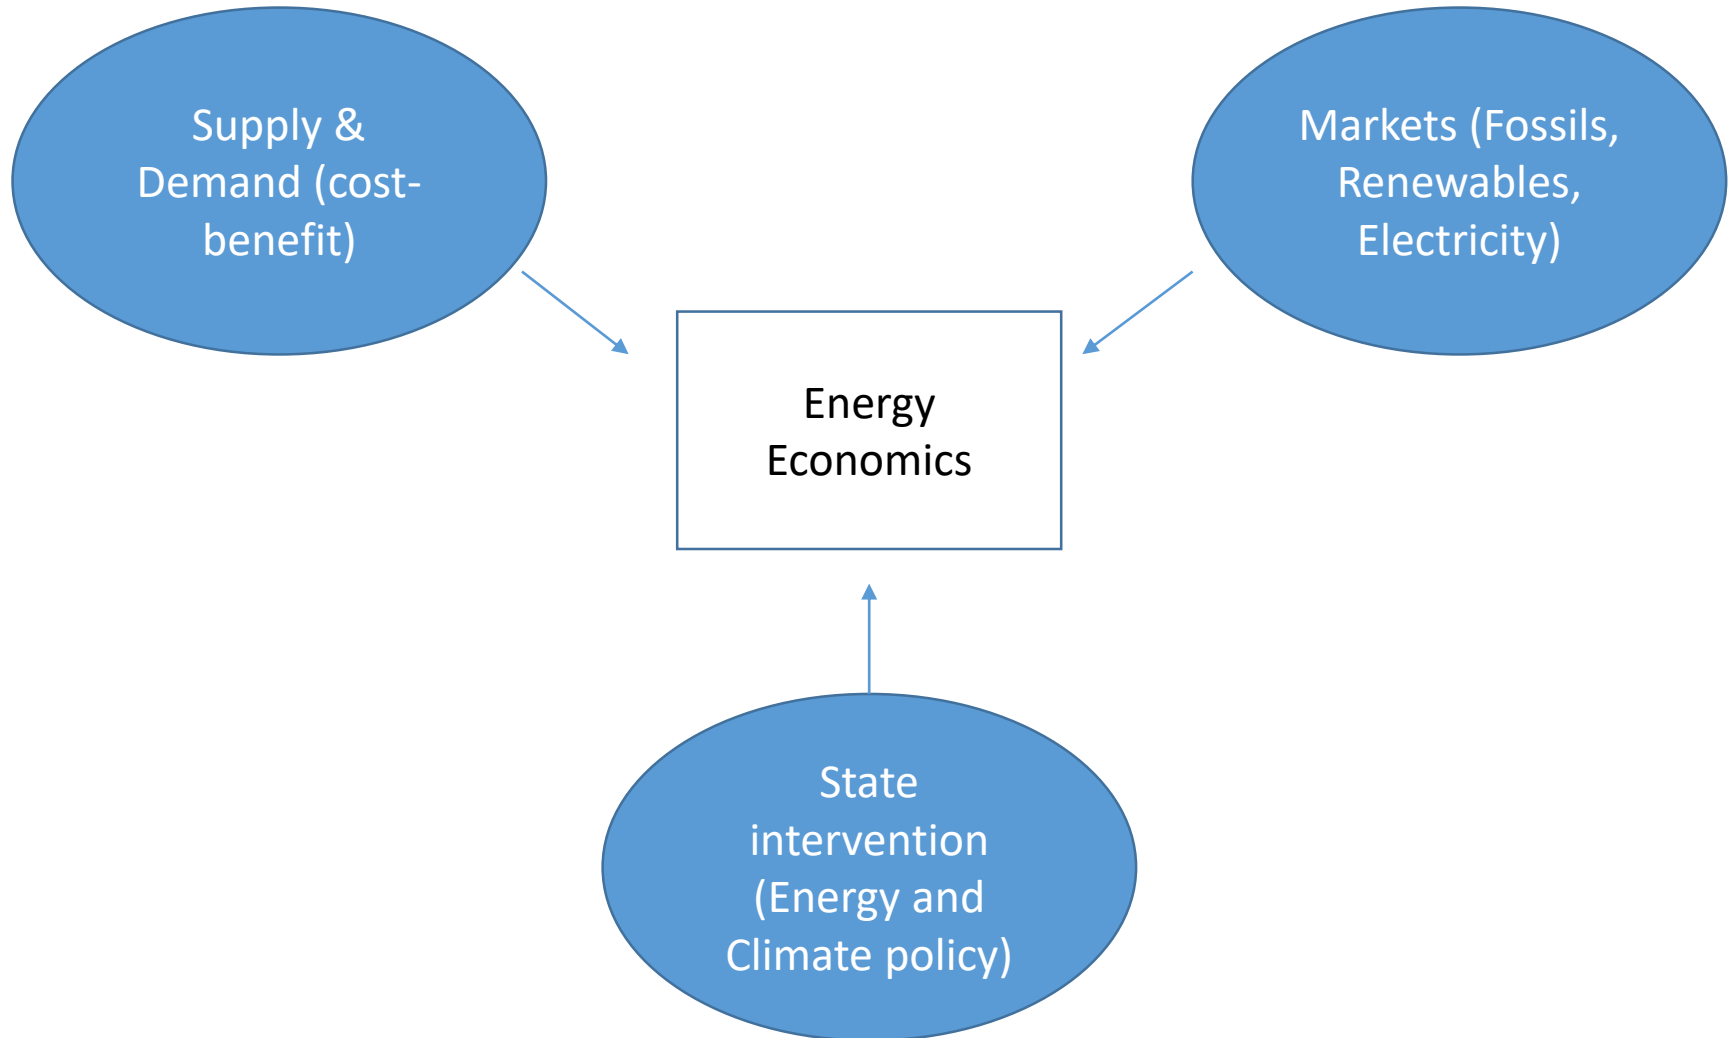 Supply &
Demand (cost-
benefit)
Markets (Fossils,
Renewables,
Electricity)
Energy
Economics
State
intervention
(Energy and
Climate policy)